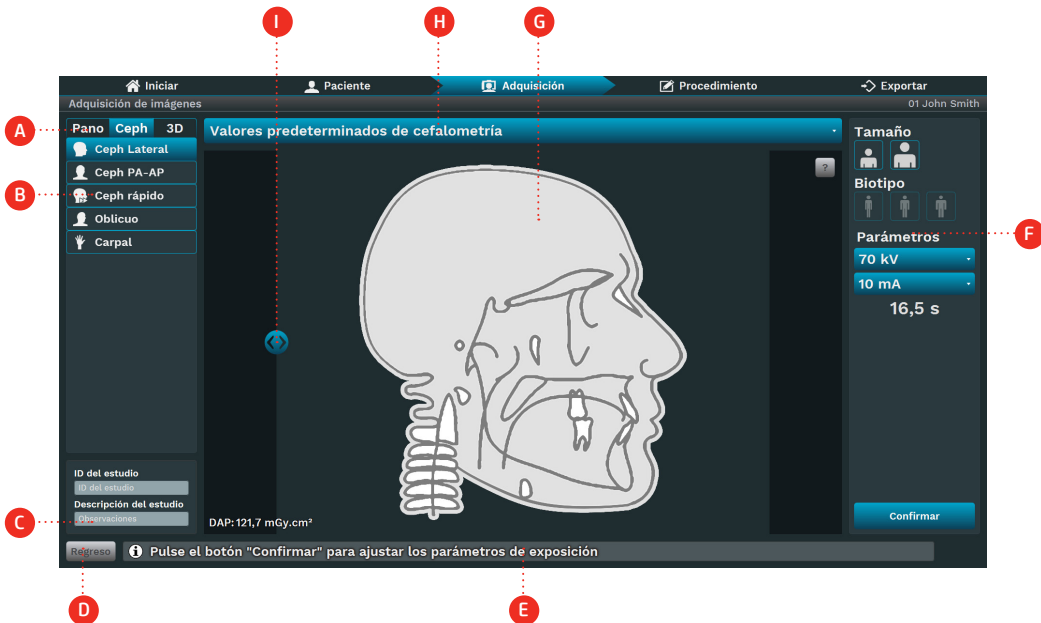 I
H
G
Iniciar
Paciente
Adquisición
Procedimiento
Exportar
Adquisición de imágenes
01 John Smith
A
Pano
Ceph
3D
Valores predeterminados de cefalometría
Tamaño
Ceph Lateral
Ceph PA-AP
?
B
Ceph rápido
Biotipo
Oblicuo
Carpal
Parámetros
F
70 kV
10 mA
16,5 s
ID del estudio
ID del estudio
Descripción del estudio
C
Observaciones
DAP: 121,7 mGy.cm²
Confirmar
Regreso
Pulse el botón "Confirmar" para ajustar los parámetros de exposición
D
E